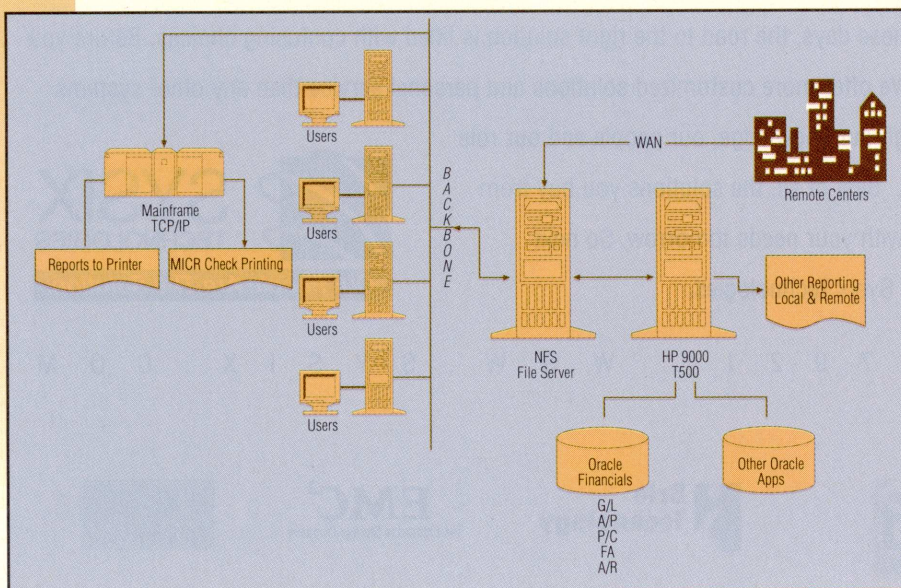 Users
Mainframe
TCP/IP
Reports to Printer
MICR Check Printing
Users
Users
Users
BACKBONE
WAN
Remote Centers
NFS
File Server
HP 9000
T500
Other Reporting
Local & Remote
Oracle
Financials
G/L
A/P
P/C
FA
A/R
Other Oracle
Apps